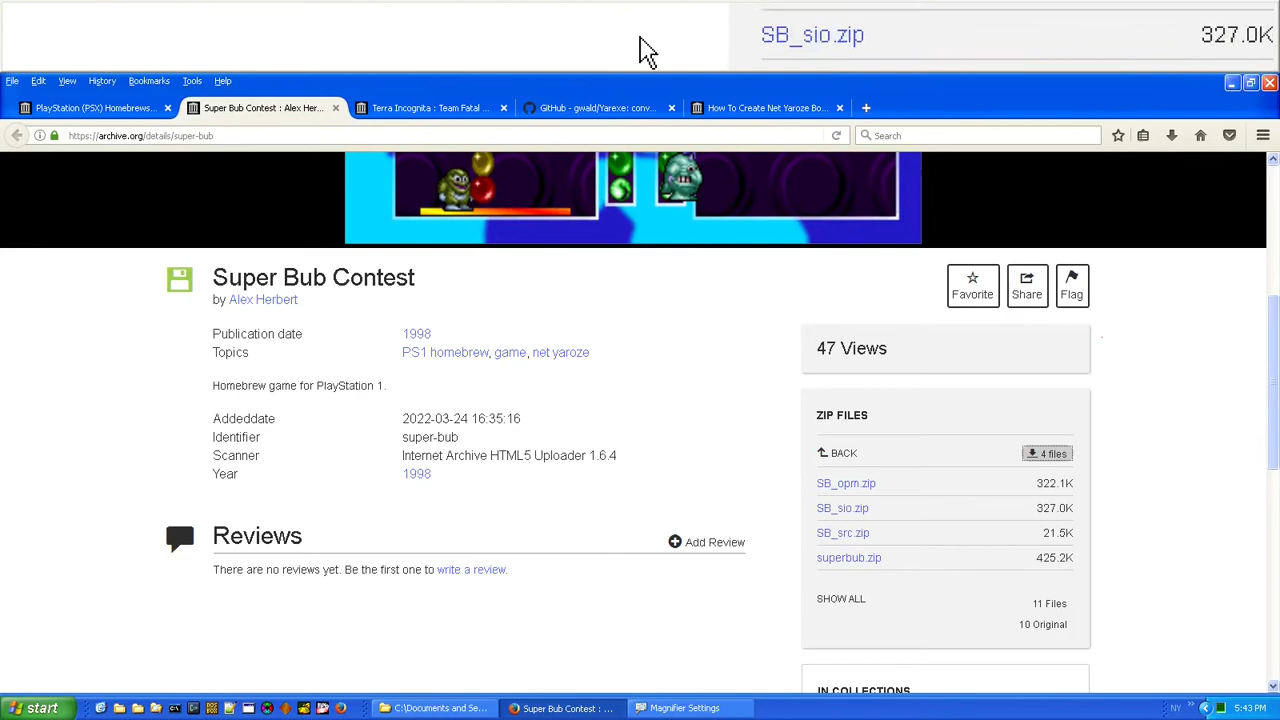 SB_sio.zip 327.0K
File Edit View History Bookmarks Tools Help
PlayStation (PSX) Homebrews... Super Bub Contest : Alex Her... Terra Incognita : Team Fatal ... GitHub - gwald/Yarexe: conv... How To Create Net Yaroze Bo...
https://archive.org/details/super-bub Search
Super Bub Contest
by Alex Herbert
Favorite Share Flag
Publication date 1998
Topics PS1 homebrew, game, net yaroze
47 Views
Homebrew game for PlayStation 1.
Addeddate 2022-03-24 16:35:16
Identifier super-bub
Scanner Internet Archive HTML5 Uploader 1.6.4
Year 1998
ZIP FILES
BACK 4 files
SB_opm.zip 322.1K
SB_sio.zip 327.0K
SB_src.zip 21.5K
superbub.zip 425.2K
SHOW ALL 11 Files
10 Original
Reviews
Add Review
There are no reviews yet. Be the first one to write a review.
IN COLLECTIONS
start C:\Documents and Se... Super Bub Contest : ... Magnifier Settings NY 5:43 PM